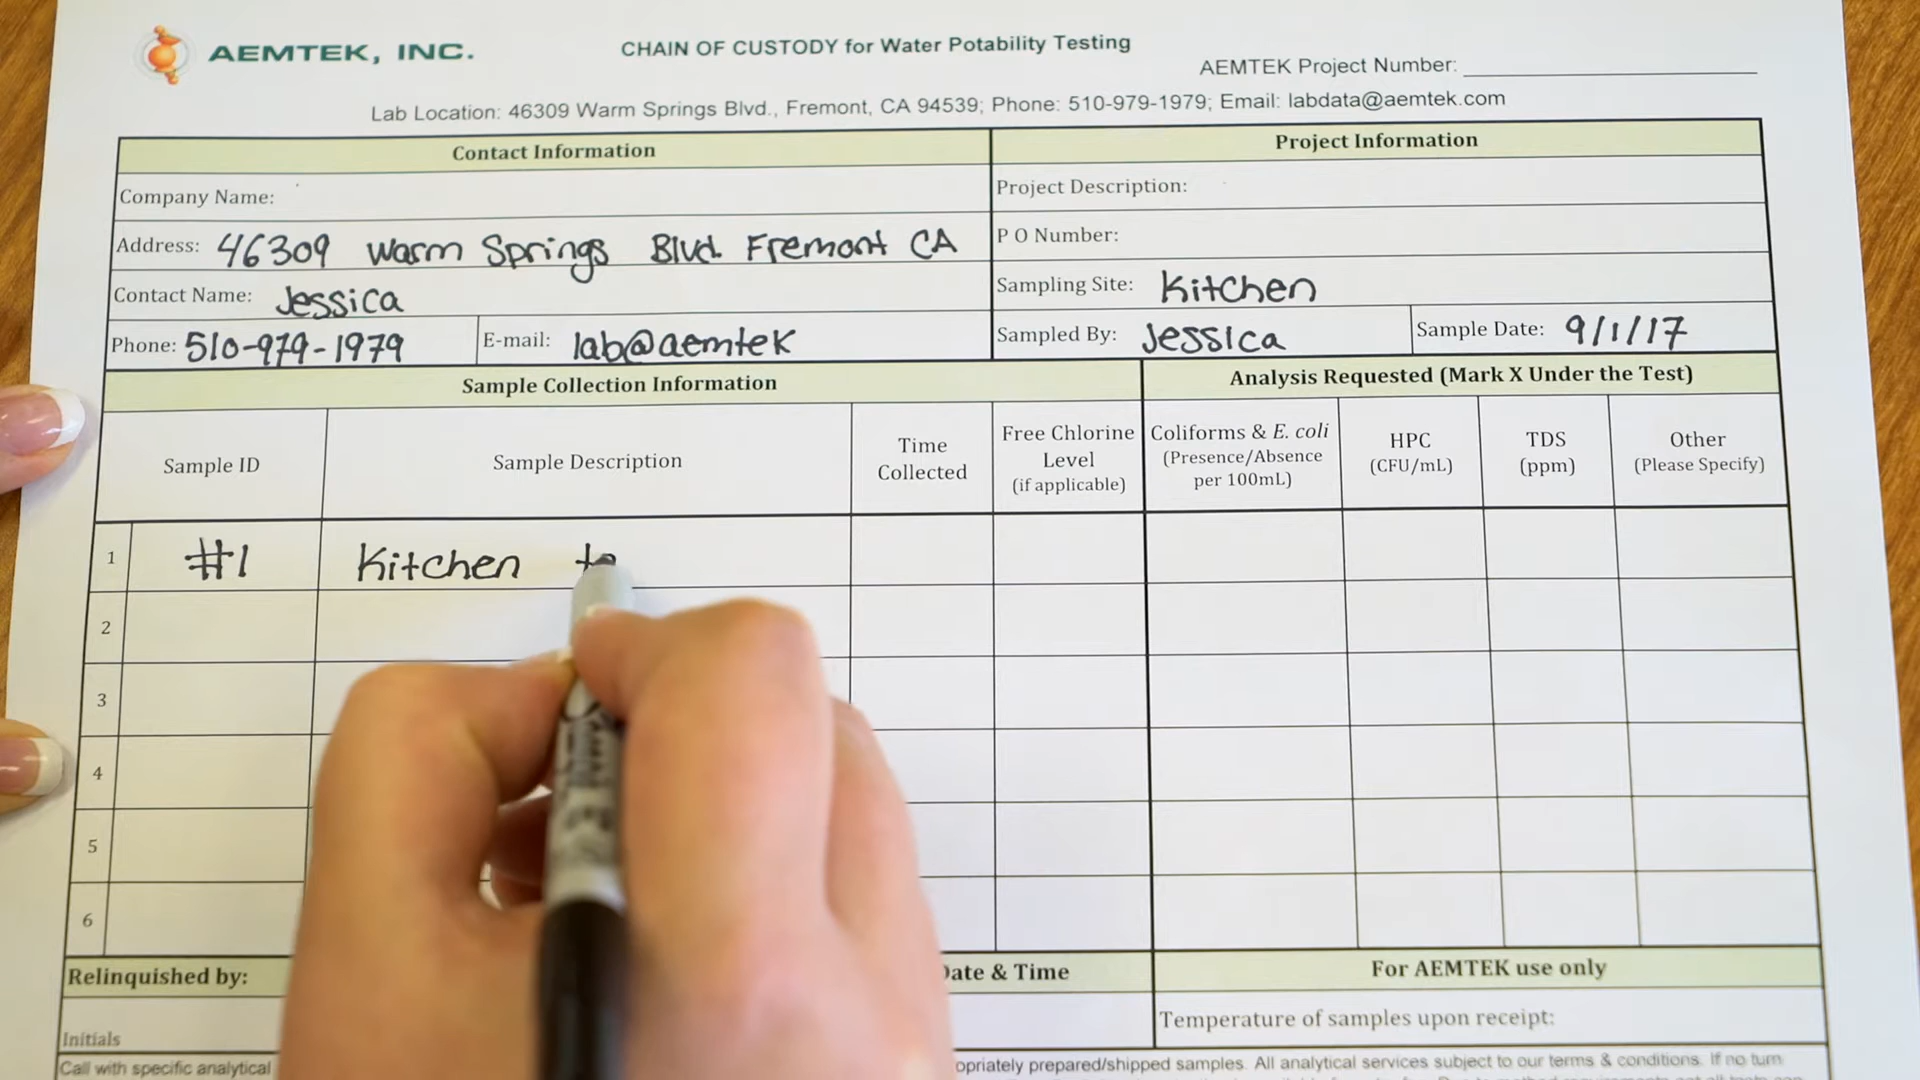 AEMTEK, INC.
CHAIN OF CUSTODY for Water Potability Testing
AEMTEK Project Number:
Lab Location: 46309 Warm Springs Blvd., Fremont, CA 94539; Phone: 510-979-1979; Email: labdata@aemtek.com
Contact Information
Project Information
Company Name:
Project Description:
Address: 46309 Warm Springs Blvd. Fremont CA
P O Number:
Contact Name: Jessica
Sampling Site: Kitchen
Phone: 510-979-1979
E-mail: lab@aemtek
Sampled By: Jessica
Sample Date: 9/1/17
Sample Collection Information
Analysis Requested (Mark X Under the Test)
Sample ID
Sample Description
Time
Collected
Free Chlorine
Level
(if applicable)
Coliforms & E. coli
(Presence/Absence
per 100mL)
HPC
(CFU/mL)
TDS
(ppm)
Other
(Please Specify)
1 #1 Kitchen
2
3
4
5
6
Relinquished by:
Date & Time
For AEMTEK use only
Initials
Temperature of samples upon receipt:
Call with specific analytical
opriately prepared/shipped samples. All analytical services subject to our terms & conditions. If no turn